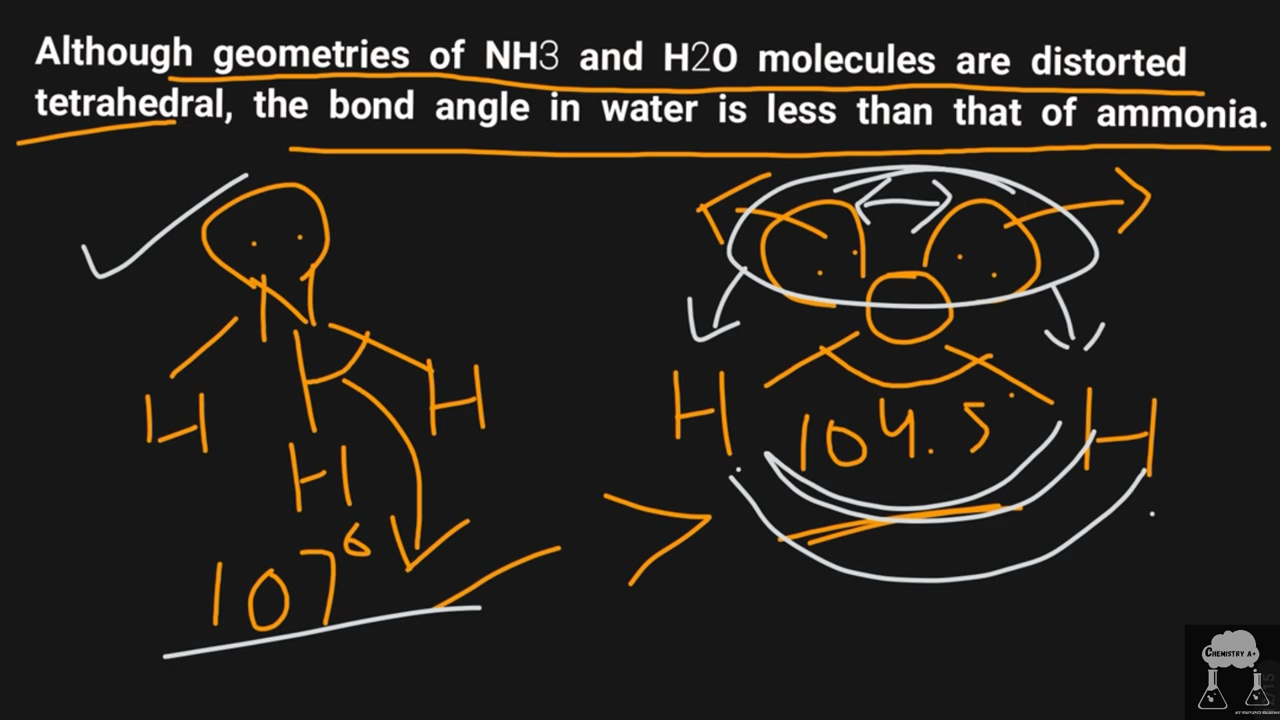 Although geometries of NH3 and H2O molecules are distorted
tetrahedral, the bond angle in water is less than that of ammonia.
H
H
H
107°
>
H
104.5
H
CHEMISTRY A+